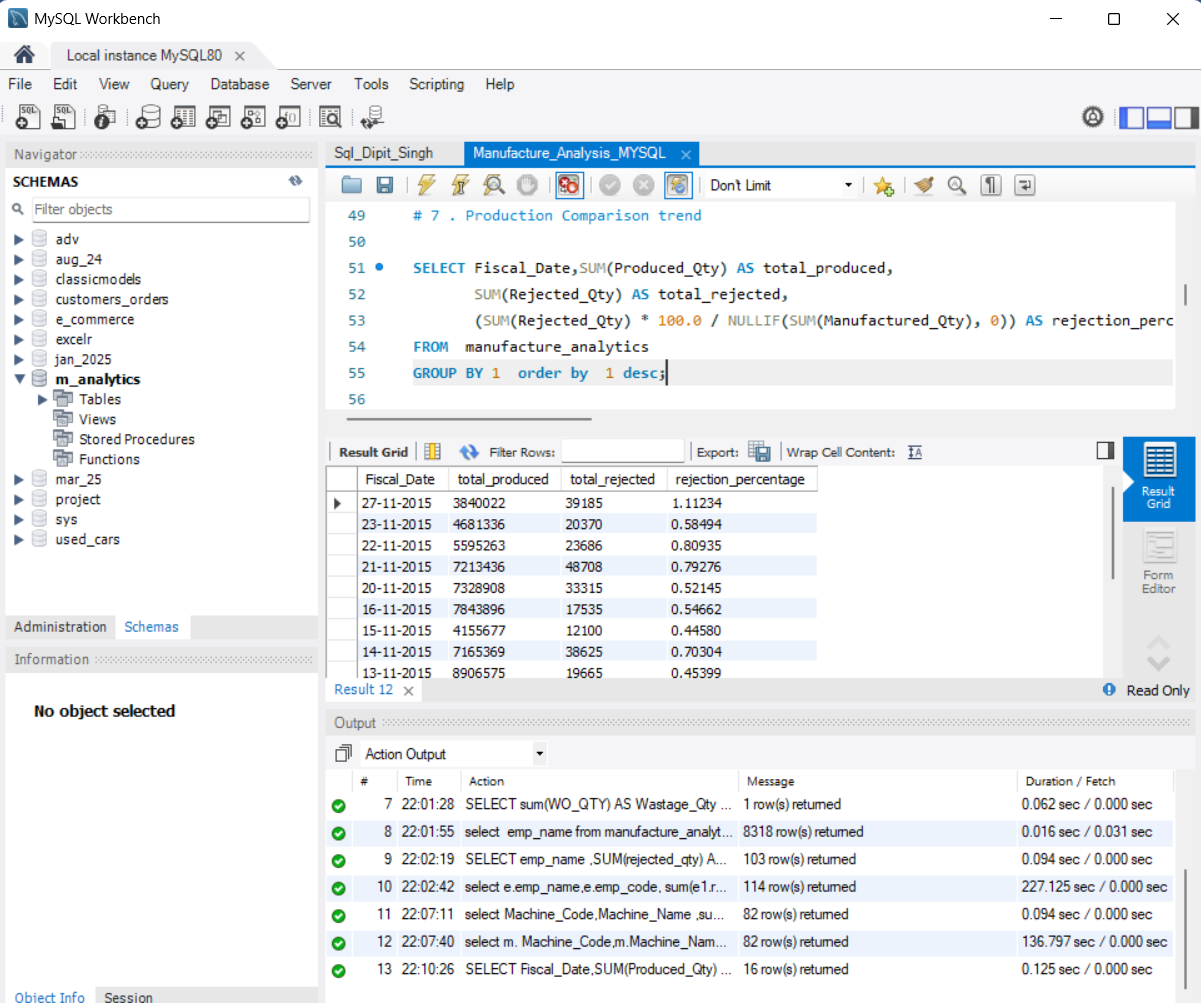 MySQL Workbench
Local instance MySQL80
File Edit View Query Database Server Tools Scripting Help
Navigator
SCHEMAS
Filter objects
adv
aug_24
classicmodels
customers_orders
e_commerce
excelr
jan_2025
m_analytics
Tables
Views
Stored Procedures
Functions
mar_25
project
sys
used_cars
Administration Schemas
Information
No object selected
Object Info Session
Sql_Dipit_Singh Manufacture_Analysis_MYSQL
Don't Limit
49 # 7 . Production Comparison trend
50
51 SELECT Fiscal_Date,SUM(Produced_Qty) AS total_produced,
52 SUM(Rejected_Qty) AS total_rejected,
53 (SUM(Rejected_Qty) * 100.0 / NULLIF(SUM(Manufactured_Qty), 0)) AS rejection_perc
54 FROM manufacture_analytics
55 GROUP BY 1 order by 1 desc;
56
Result Grid Filter Rows: Export: Wrap Cell Content:
Fiscal_Date total_produced total_rejected rejection_percentage
27-11-2015 3840022 39185 1.11234
23-11-2015 4681336 20370 0.58494
22-11-2015 5595263 23686 0.80935
21-11-2015 7213436 48708 0.79276
20-11-2015 7328908 33315 0.52145
16-11-2015 7843896 17535 0.54662
15-11-2015 4155677 12100 0.44580
14-11-2015 7165369 38625 0.70304
13-11-2015 8906575 19665 0.45399
Result Grid
Form Editor
Result 12
Read Only
Output
Action Output
# Time Action Message Duration / Fetch
7 22:01:28 SELECT sum(WO_QTY) AS Wastage_Qty ... 1 row(s) returned 0.062 sec / 0.000 sec
8 22:01:55 select emp_name from manufacture_analyt... 8318 row(s) returned 0.016 sec / 0.031 sec
9 22:02:19 SELECT emp_name ,SUM(rejected_qty) A... 103 row(s) returned 0.094 sec / 0.000 sec
10 22:02:42 select e.emp_name,e.emp_code, sum(e1.r... 114 row(s) returned 227.125 sec / 0.000 sec
11 22:07:11 select Machine_Code,Machine_Name ,su... 82 row(s) returned 0.094 sec / 0.000 sec
12 22:07:40 select m. Machine_Code,m.Machine_Nam... 82 row(s) returned 136.797 sec / 0.000 sec
13 22:10:26 SELECT Fiscal_Date,SUM(Produced_Qty) ... 16 row(s) returned 0.125 sec / 0.000 sec